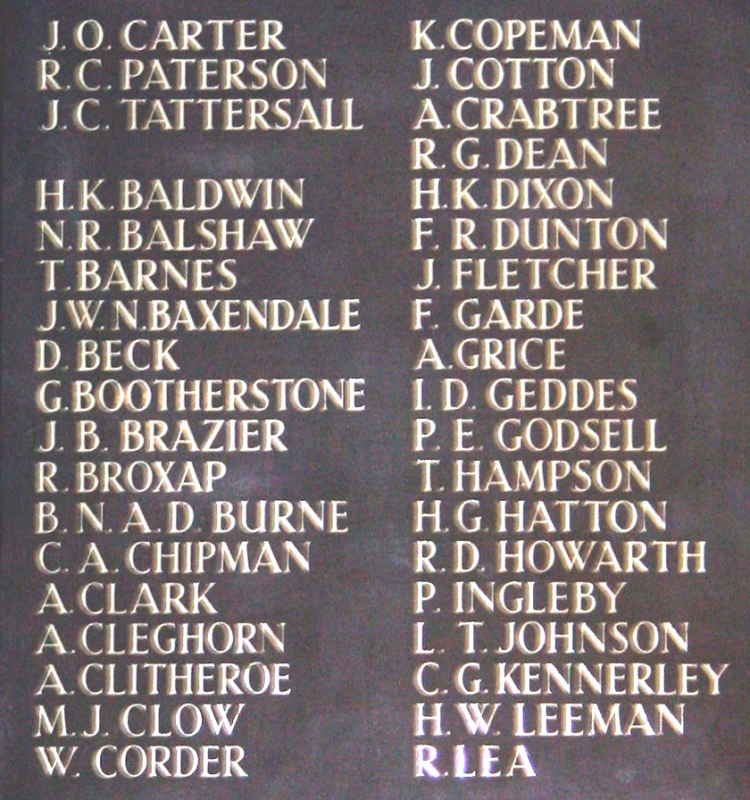 J. O. CARTER
R. C. PATERSON
J. C. TATTERSALL
H. K. BALDWIN
N. R. BALSHAW
T. BARNES
J. W. N. BAXENDALE
D. BECK
G. BOOTHERSTONE
J. B. BRAZIER
R. BROXAP
B. N. A. D. BURNE
C. A. CHIPMAN
A. CLARK
A. CLEGHORN
A. CLITHEROE
M. J. CLOW
W. CORDER
K. COPEMAN
J. COTTON
A. CRABTREE
R. G. DEAN
H. K. DIXON
F. R. DUNTON
J. FLETCHER
F. GARDE
A. GRICE
I. D. GEDDES
P. E. GODSELL
T. HAMPSON
H. G. HATTON
R. D. HOWARTH
P. INGLEBY
L. T. JOHNSON
C. G. KENNERLEY
H. W. LEEMAN
R. LEA